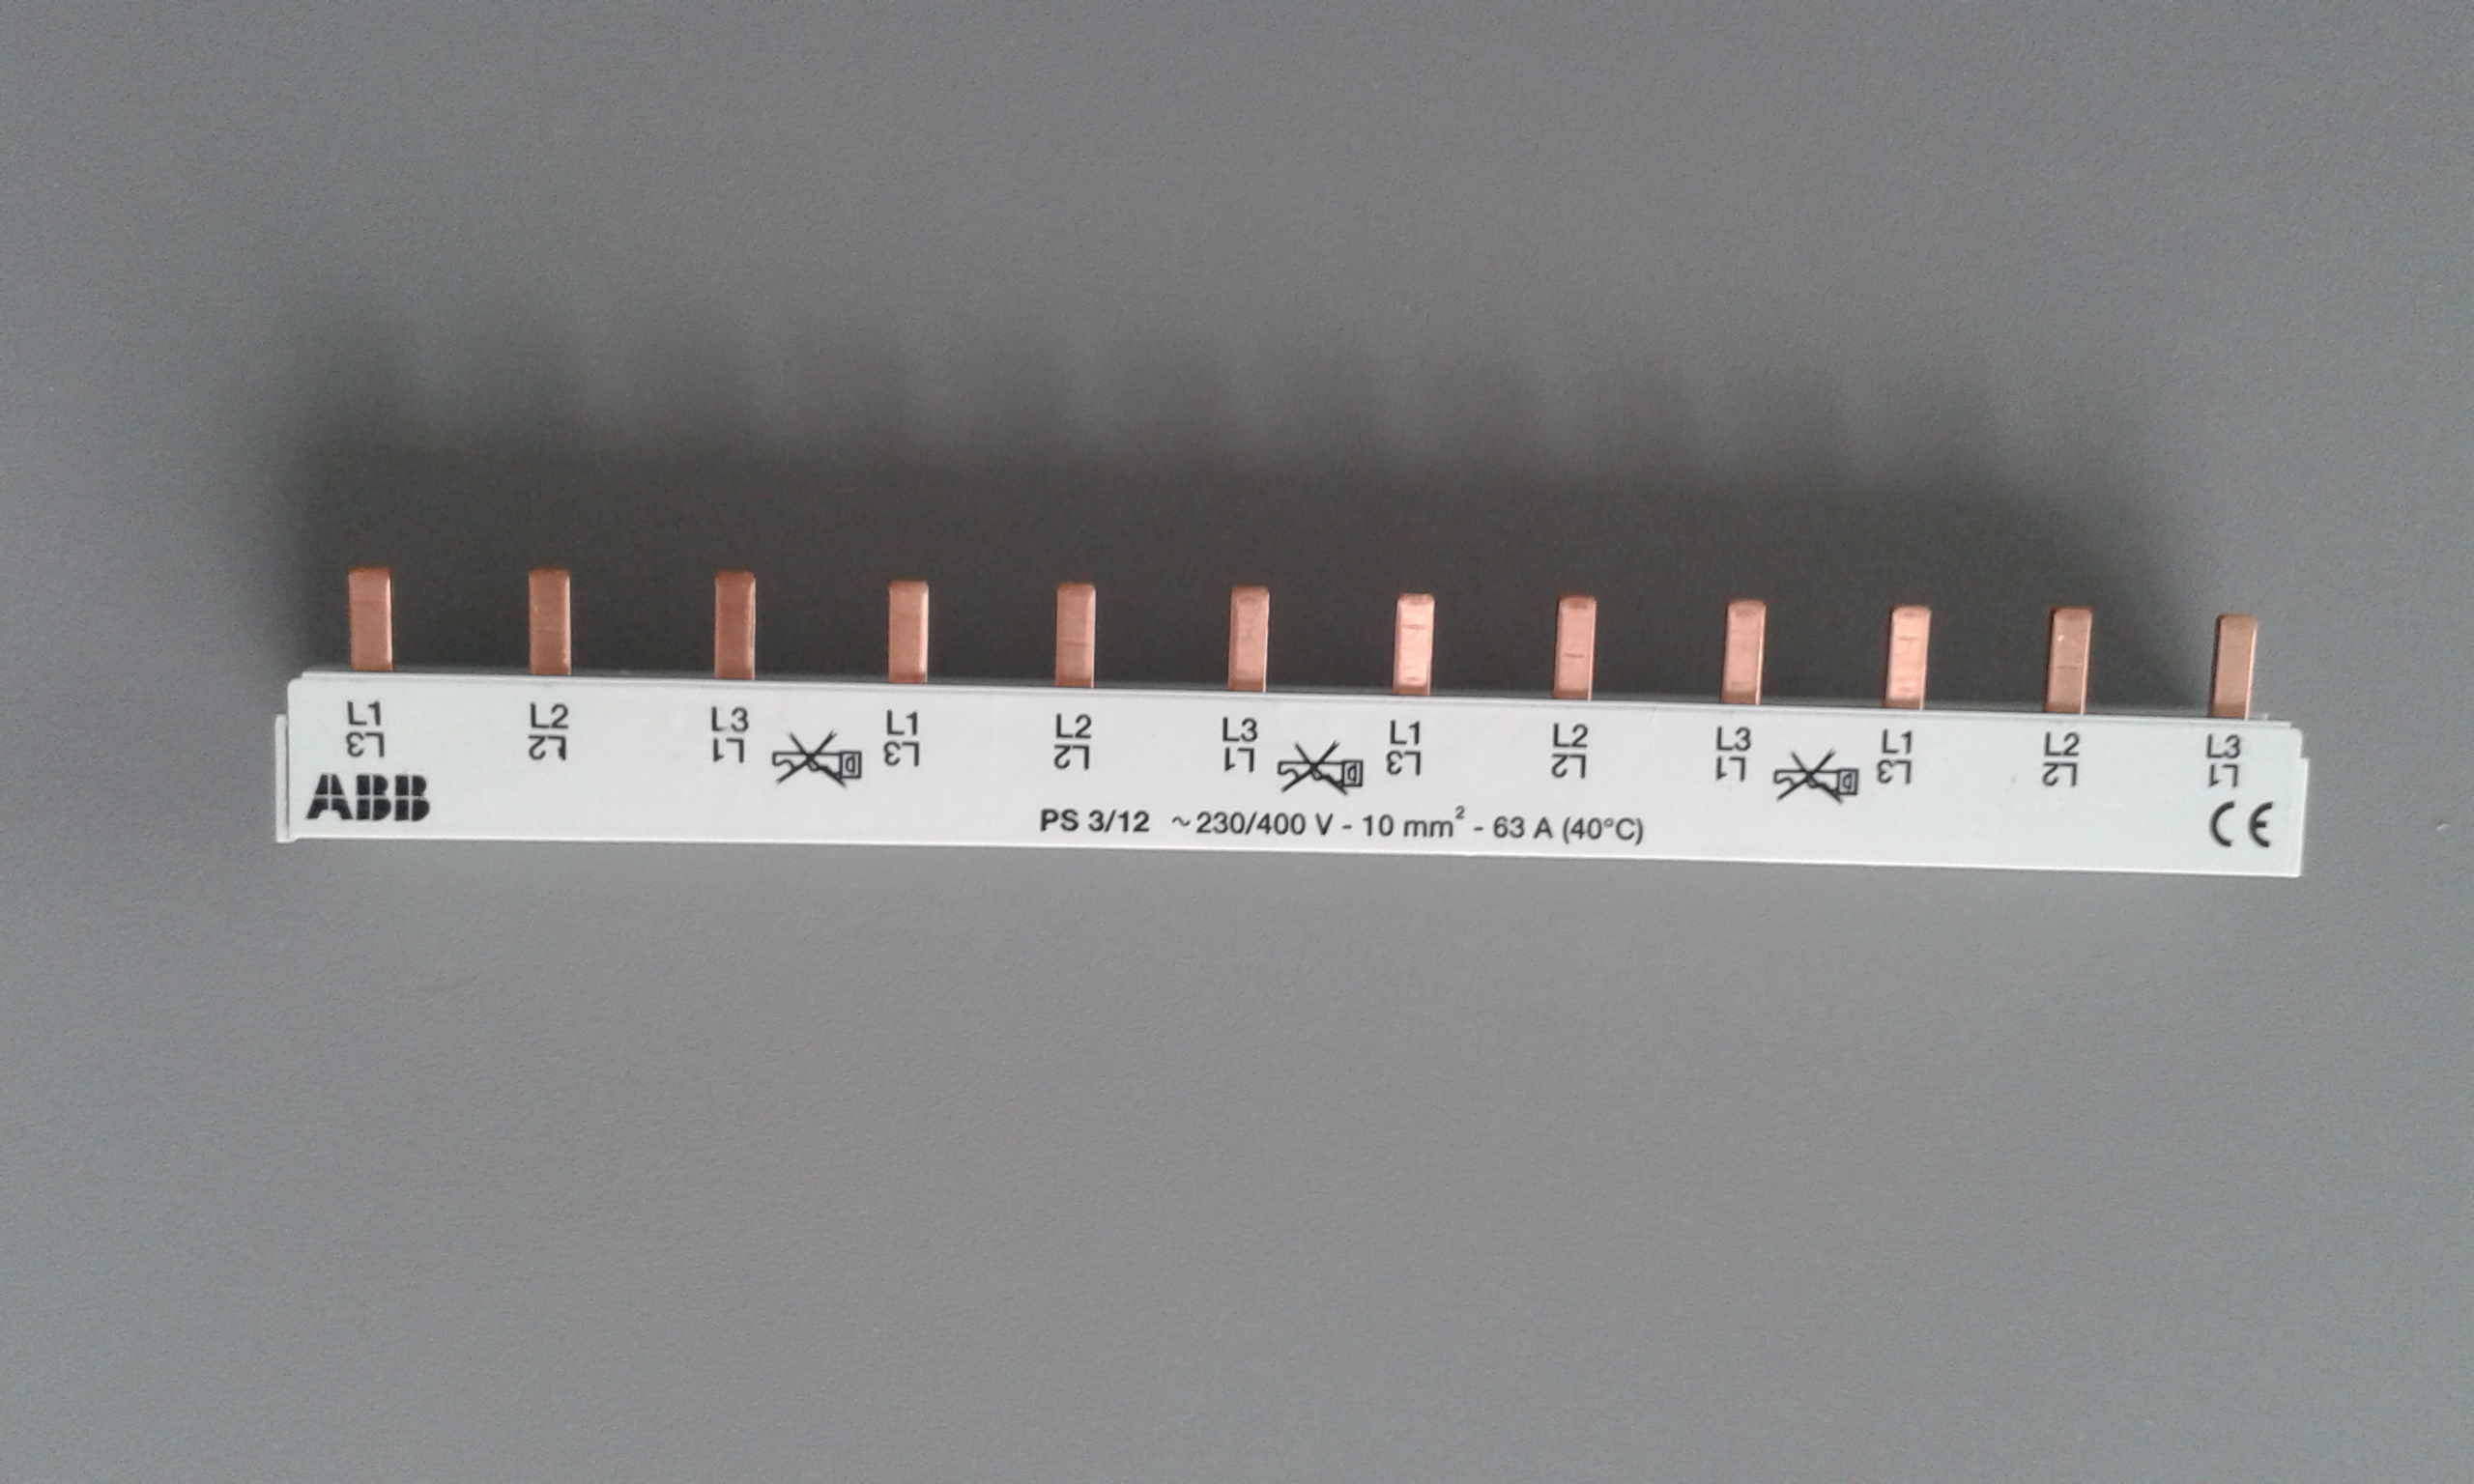 L1 L2 L3 L1 L2 L3 L1 L2 L3 L1 L2 L3
L3 L2 L1 L3 L2 L1 L3 L2 L1 L3 L2 L1
ABB
PS 3/12 ~230/400 V - 10 mm² - 63 A (40°C)
CE